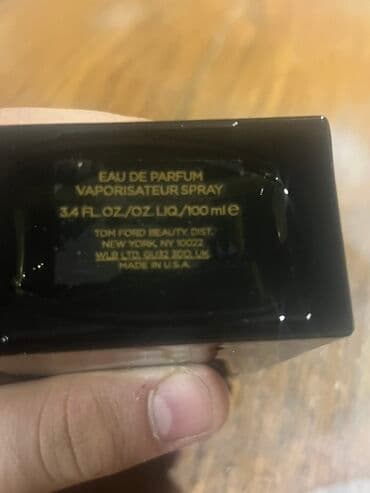 EAU DE PARFUM
VAPORISATEUR SPRAY
3.4 FL. OZ./OZ. LIQ./100 ml ℮
TOM FORD BEAUTY, DIST.
NEW YORK, NY 10022
WLB LTD, GU32 3DD, UK
MADE IN U.S.A.